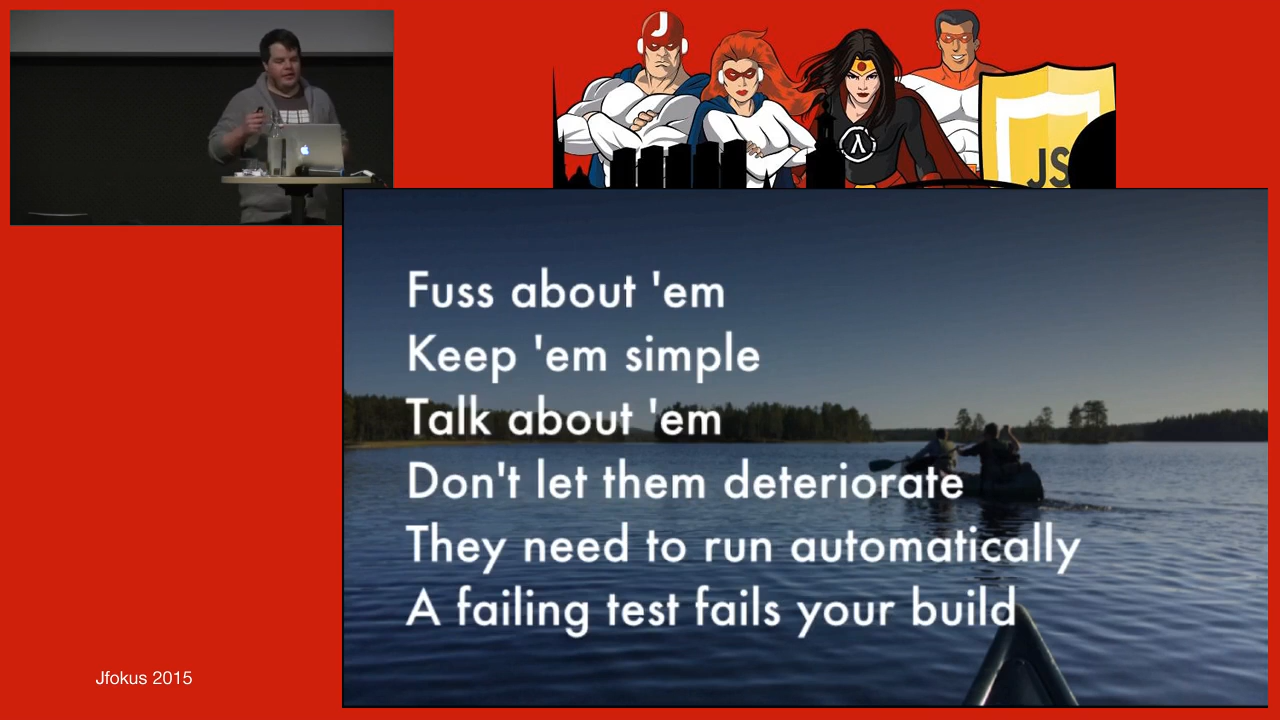 J
λ
JS
Fuss about 'em
Keep 'em simple
Talk about 'em
Don't let them deteriorate
They need to run automatically
A failing test fails your build
Jfokus 2015